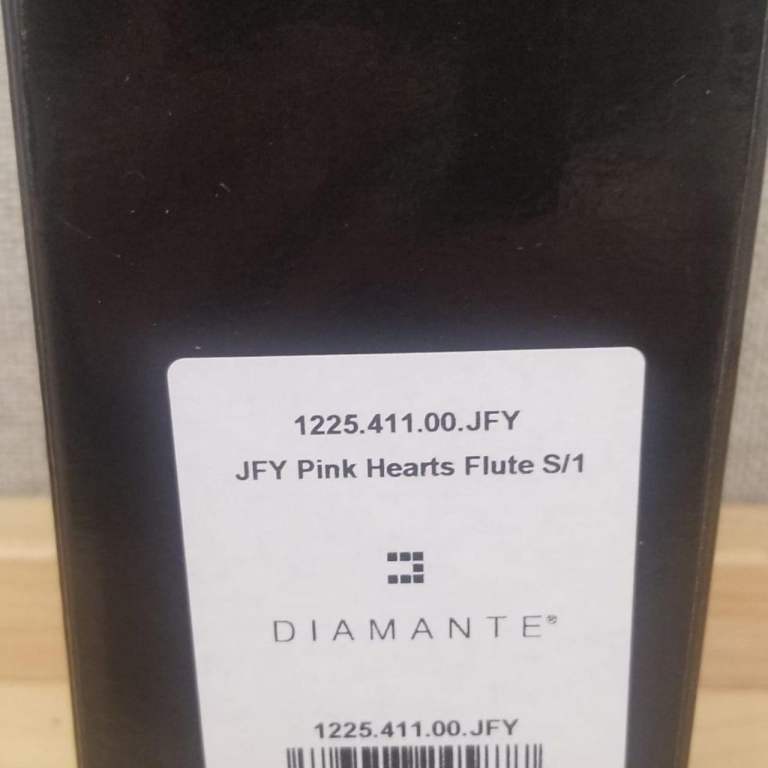 1225.411.00.JFY
JFY Pink Hearts Flute S/1
DIAMANTE®
1225.411.00.JFY